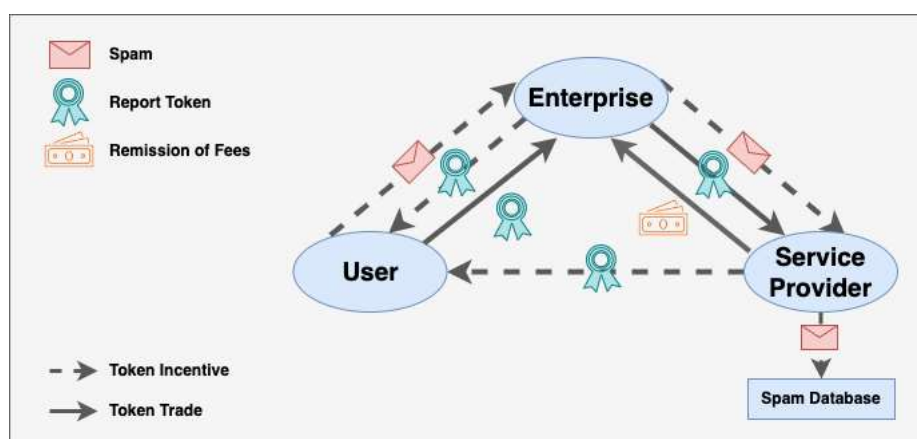 Spam
Report Token
Remission of Fees
Enterprise
User
Service
Provider
Token Incentive
Token Trade
Spam Database